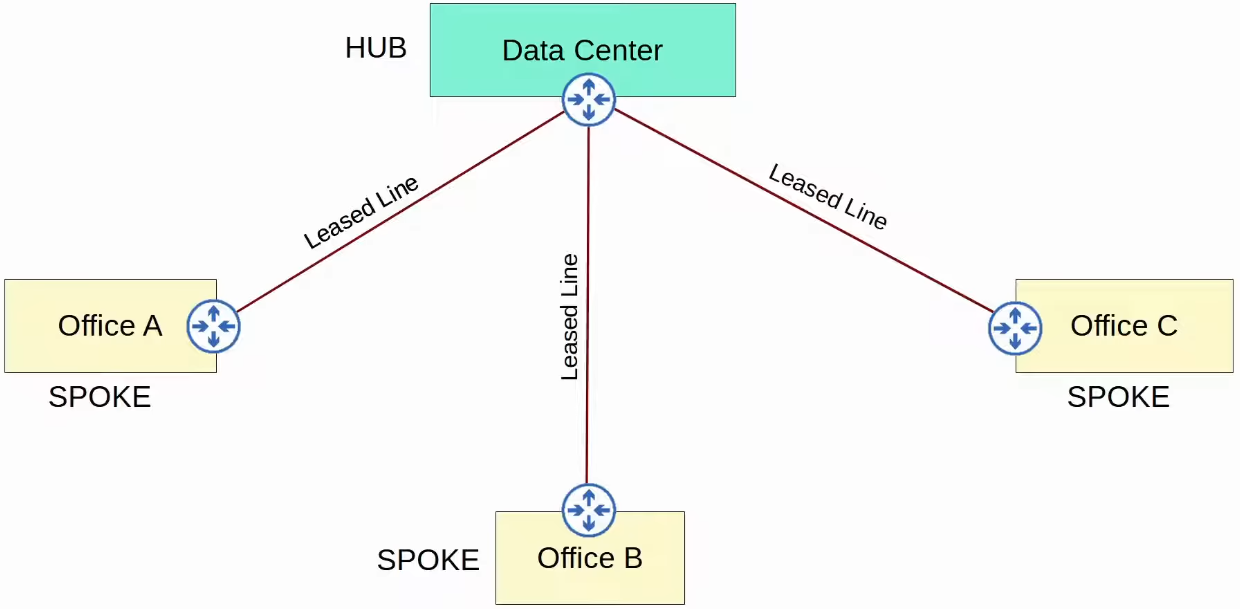 HUB
Data Center
Leased Line
Leased Line
Leased Line
Office A
SPOKE
Office C
SPOKE
SPOKE
Office B